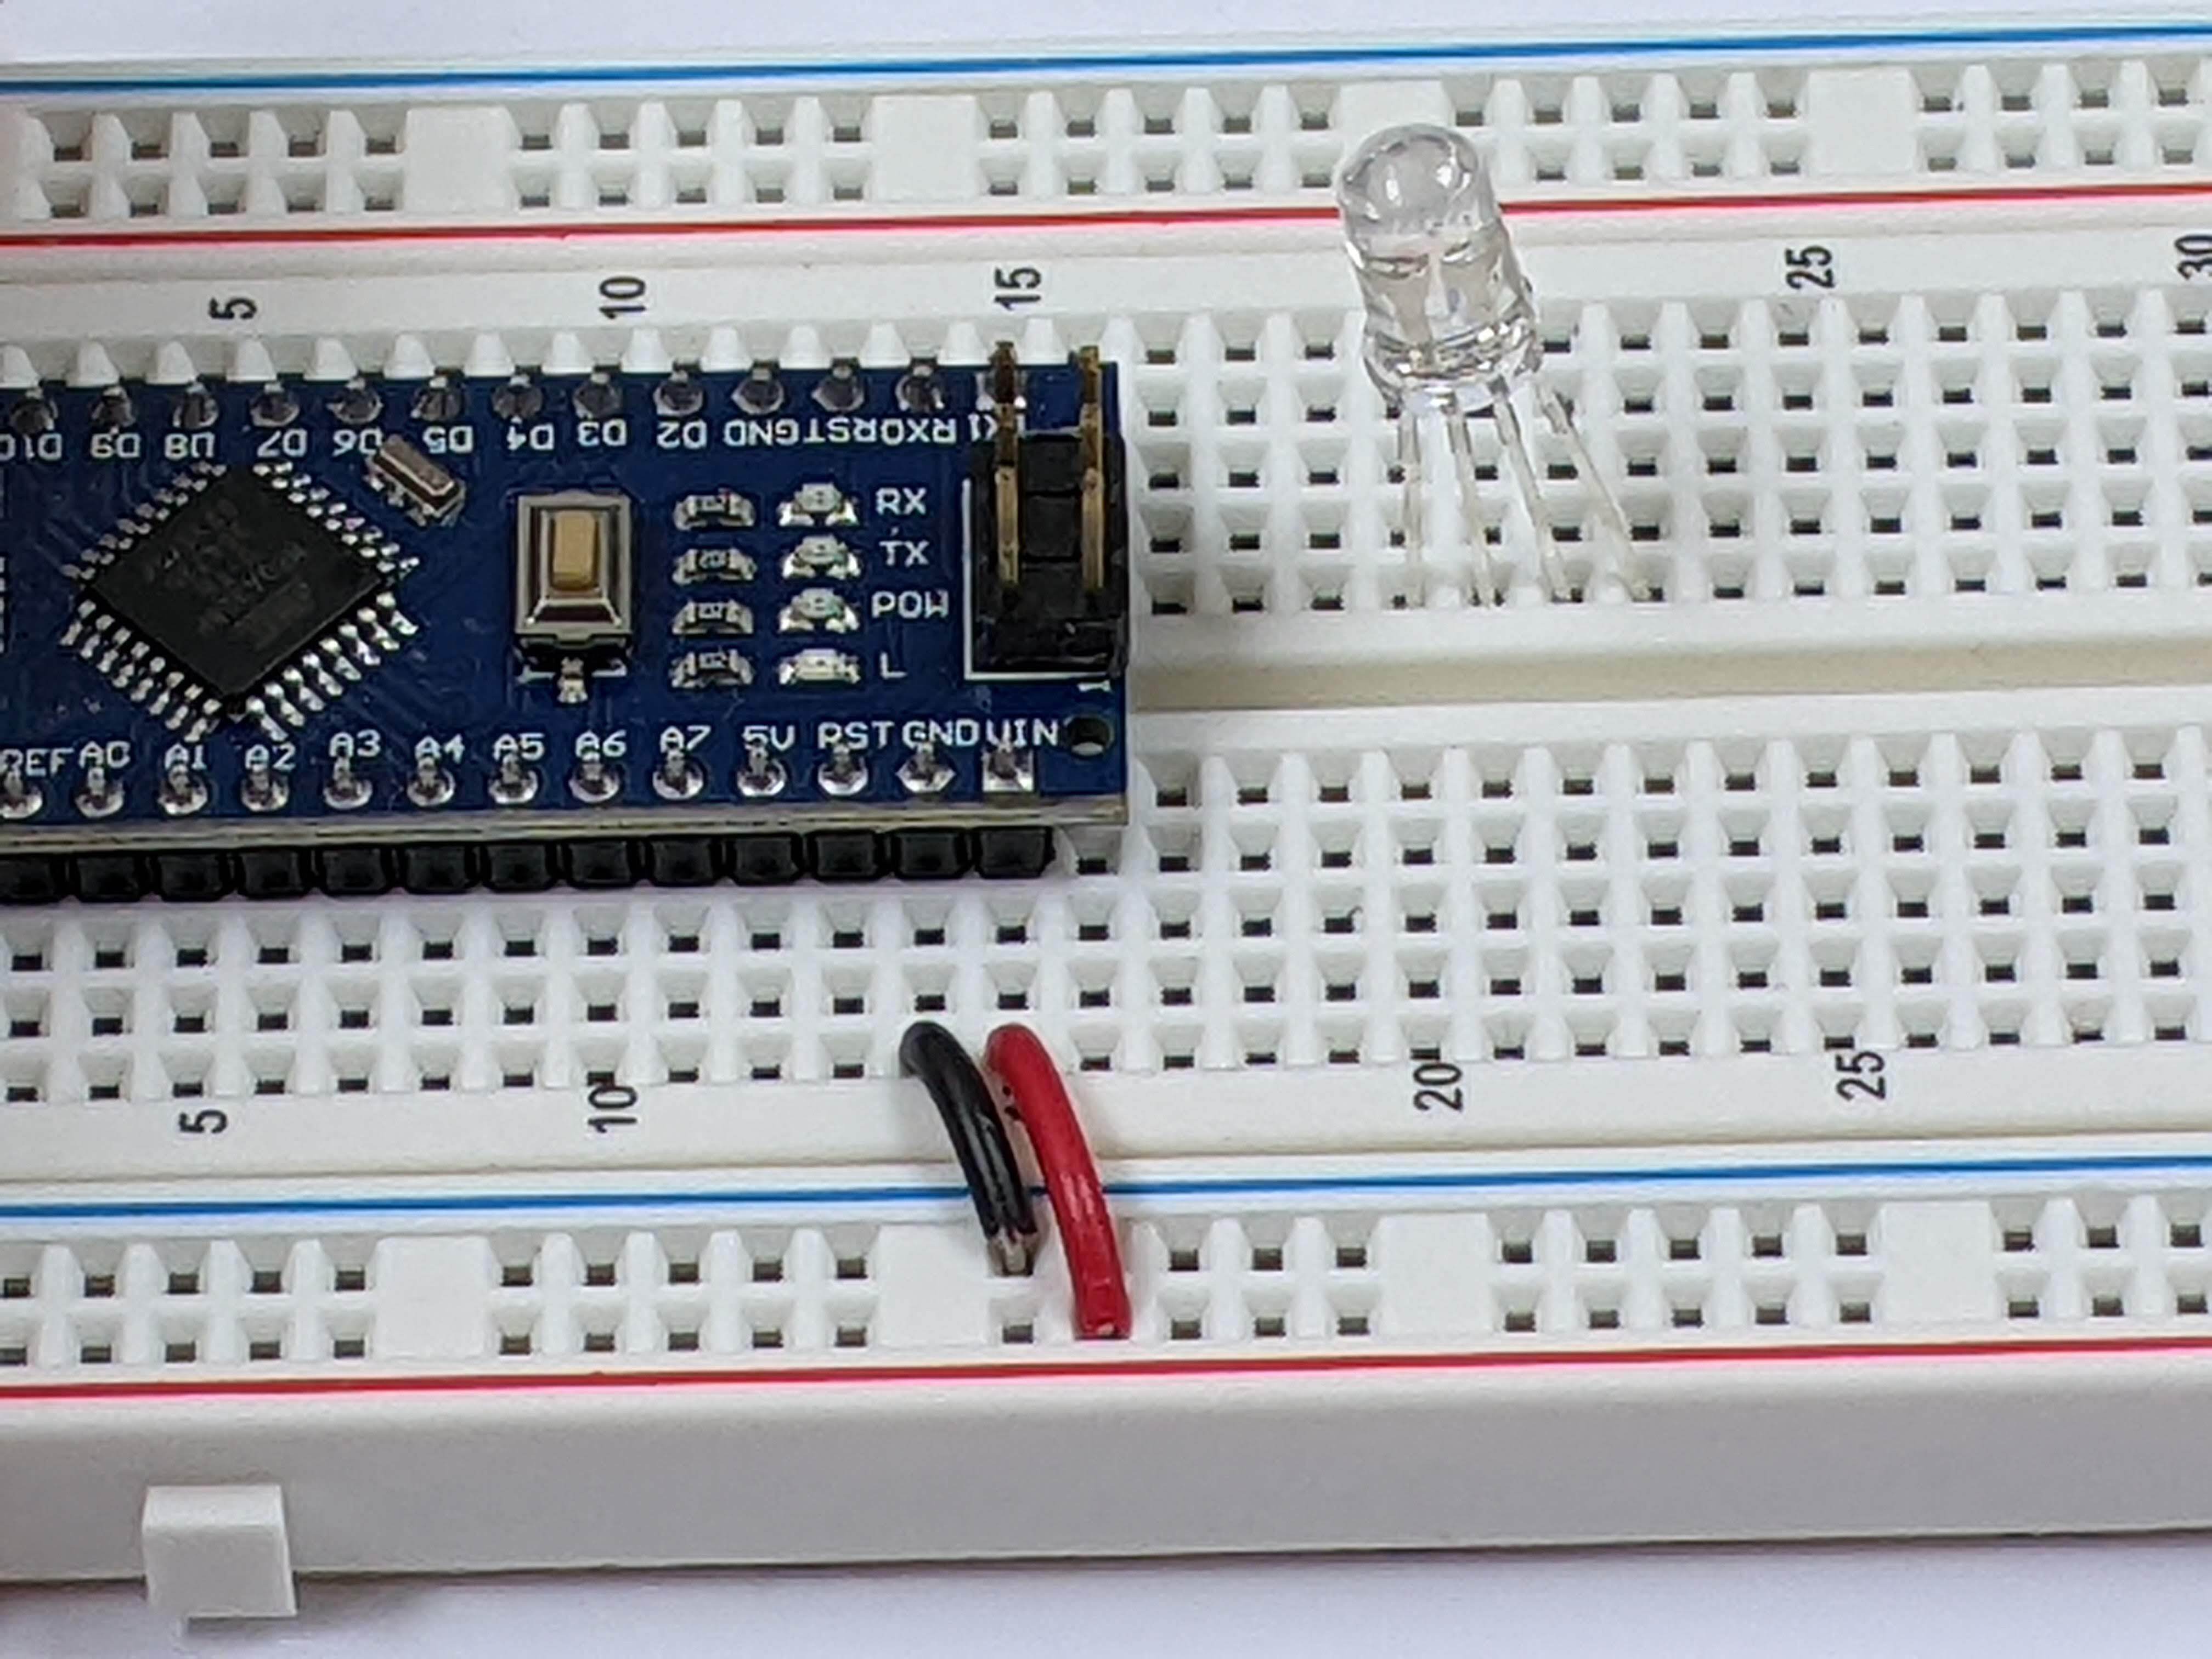 5 10 15 25 30
D10 D9 D8 D7 D6 D5 D4 D3 D2 GND RST RX0
RX
TX
POW
L
1
REF A0 A1 A2 A3 A4 A5 A6 A7 5V RST GND VIN
5 10 20 25